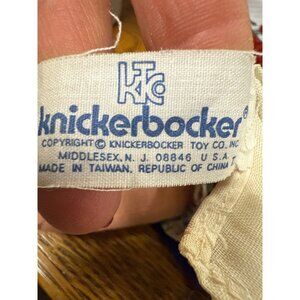 KTC
knickerbocker®
COPYRIGHT © KNICKERBOCKER TOY CO. INC
MIDDLESEX, N. J. 08846 U. S. A.
MADE IN TAIWAN, REPUBLIC OF CHINA